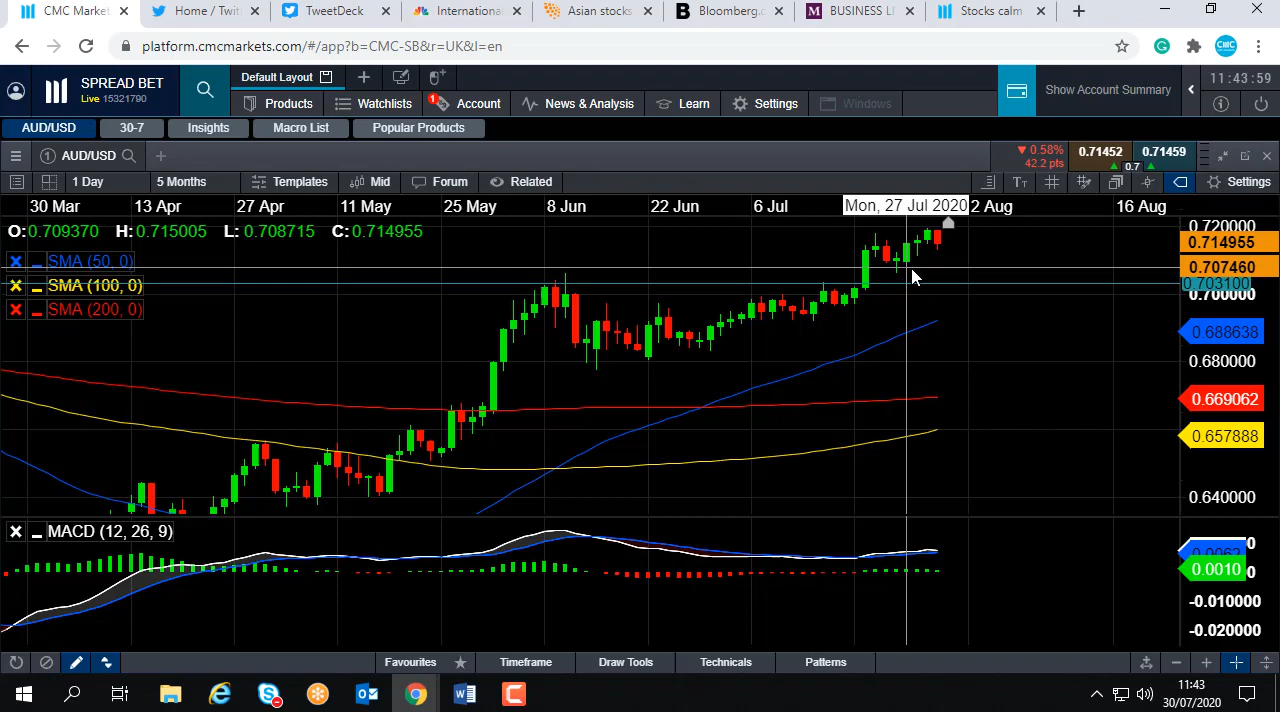 CMC Market
Home / Twit
TweetDeck
Internationa
Asian stocks
Bloomberg.c
BUSINESS LI
Stocks calm
platform.cmcmarkets.com/#/app?b=CMC-SB&r=UK&l=en
SPREAD BET
Live 15321790
Default Layout
Products
Watchlists
1
Account
News & Analysis
Learn
Settings
Windows
Show Account Summary
11:43:59
AUD/USD
30-7
Insights
Macro List
Popular Products
1 AUD/USD
0.58%
42.2 pts
0.71452
0.7
0.71459
1 Day
5 Months
Templates
Mid
Forum
Related
Settings
30 Mar
13 Apr
27 Apr
11 May
25 May
8 Jun
22 Jun
6 Jul
Mon, 27 Jul 2020
2 Aug
16 Aug
O:0.709370 H:0.715005 L: 0.708715 C:0.714955
SMA (50, 0)
SMA (100, 0)
SMA (200, 0)
0.720000
0.714955
0.707460
0.703100
0.700000
0.688638
0.680000
0.669062
0.657888
0.640000
MACD (12, 26, 9)
0.0010
-0.010000
-0.020000
Favourites
Timeframe
Draw Tools
Technicals
Patterns
11:43
30/07/2020